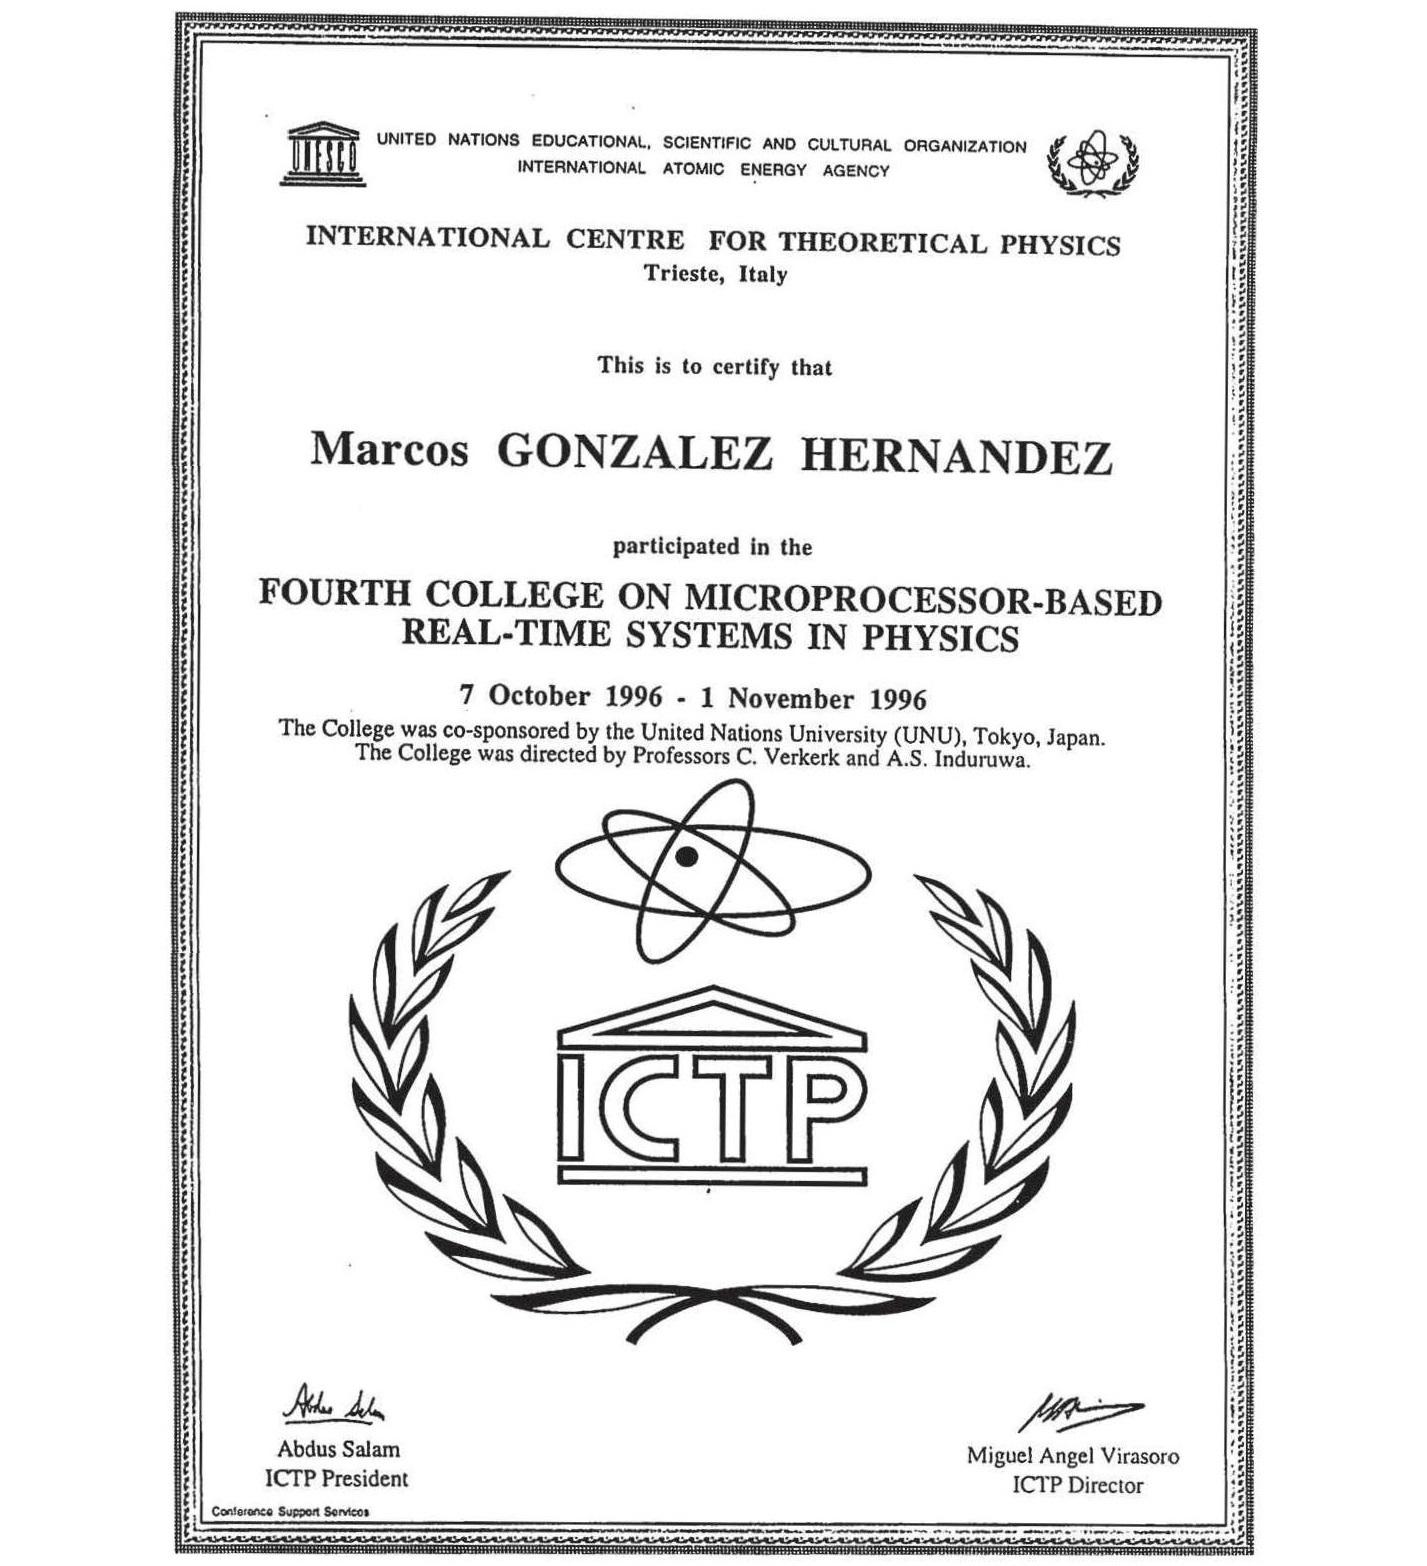 UNESCO
UNITED NATIONS EDUCATIONAL, SCIENTIFIC AND CULTURAL ORGANIZATION
INTERNATIONAL ATOMIC ENERGY AGENCY
INTERNATIONAL CENTRE FOR THEORETICAL PHYSICS
Trieste, Italy
This is to certify that
Marcos GONZALEZ HERNANDEZ
participated in the
FOURTH COLLEGE ON MICROPROCESSOR-BASED
REAL-TIME SYSTEMS IN PHYSICS
7 October 1996 - 1 November 1996
The College was co-sponsored by the United Nations University (UNU), Tokyo, Japan.
The College was directed by Professors C. Verkerk and A.S. Induruwa.
ICTP
Abdus Salam
Abdus Salam
ICTP President
Miguel Angel Virasoro
ICTP Director
Conference Support Services